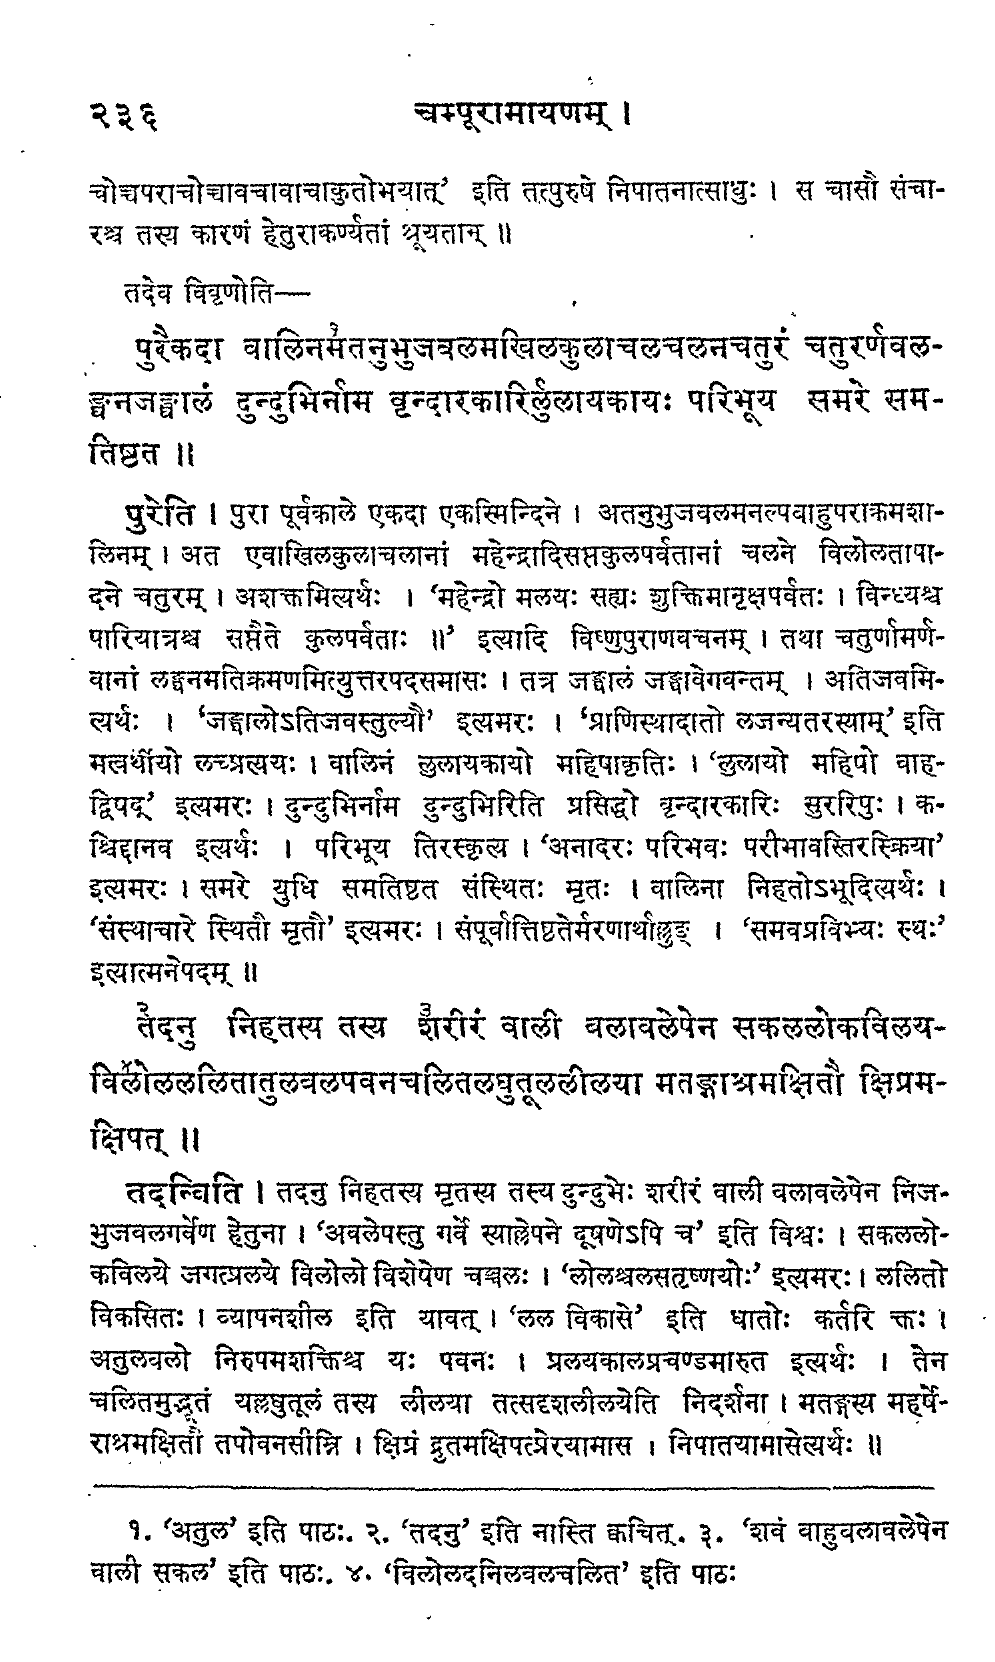 २३६ चम्पूरामायणम् ।
चोच्चपराचोच्चावचावाचाकुतोभयात्’ इति तत्पुरुषे निपातनात्साधुः । स चासौ संचा-
रश्च तस्य कारणं हेतुराकर्ण्यतां श्रूयताम् ॥
तदेव विवृणोति—
पुरैकदा वालिनमतनुभुजबलमखिलकुलाचलचलनचतुरं चतुरर्णवल-
ङ्घनजङ्घालं दुन्दुभिर्नाम वृन्दारकारिर्लुलायकायः परिभूय समरे सम-
तिष्ठत ॥
पुरेति । पुरा पूर्वकाले एकदा एकस्मिन्दिने । अतनुभुजबलमनल्पबाहुपराक्रमशा-
लिनम् । अत एवाखिलकुलाचलानां महेन्द्रादिसप्तकुलपर्वतानां चलने विलोलतापा-
दने चतुरम् । अशक्तमित्यर्थः । ‘महेन्द्रो मलयः सह्यः शुक्तिमानृक्षपर्वतः । विन्ध्यश्च
पारियात्रश्च सप्तैते कुलपर्वताः ॥’ इत्यादि विष्णुपुराणवचनम् । तथा चतुर्णामर्ण-
वानां लङ्घनमतिक्रमणमित्युत्तरपदसमासः । तत्र जङ्घालं जङ्घावेगवन्तम् । अतिजवमि-
त्यर्थः । ‘जङ्घालोऽतिजवस्तुल्यौ’ इत्यमरः । ‘प्राणिस्थादातो लजन्यतरस्याम्’ इति
मत्वर्थीयो लच्प्रत्ययः । वालिनं लुलायकायो महिषाकृतिः । ‘लुलायो महिषो वाह-
द्विषद्’ इत्यमरः । दुन्दुभिर्नाम दुन्दुभिरिति प्रसिद्धो वृन्दारकारिः सुररिपुः । क-
श्चिद्दानव इत्यर्थः । परिभूय तिरस्कृत्य । ‘अनादरः परिभवः परीभावस्तिरस्क्रिया’
इत्यमरः । समरे युधि समतिष्ठत संस्थितः मृतः । वालिना निहतोऽभूदित्यर्थः ।
‘संस्थाचारे स्थितौ मृतौ’ इत्यमरः । संपूर्वात्तिष्ठतेर्मरणार्थाल्लुङ् । ‘समवप्रविभ्यः स्थः’
इत्यात्मनेपदम् ॥
तंदनु निहतस्य तस्य शरीरं वाली बलावलेपेन सकललोकविलय-
विलोलललितातुलबलपवनचलितलघुतूललीलया मतङ्गाश्रमक्षितौ क्षिप्रम-
क्षिपत् ॥
तदन्विति । तदनु निहतस्य मृतस्य तस्य दुन्दुभेः शरीरं वाली बलावलेपेन निज-
भुजबलगर्वेण हेतुना । ‘अवलेपस्तु गर्वे स्याल्लेपने दूषणेऽपि च’ इति विश्वः । सकललो-
कविलये जगत्प्रलये विलोलो विशेषेण चञ्चलः । ‘लोलश्चलसतृष्णयोः’ इत्यमरः। ललितो
विकसितः । व्यापनशील इति यावत् । ‘लल विकासे’ इति धातोः कर्तरि क्तः ।
अतुलबलो निरुपमशक्तिश्च यः पवनः । प्रलयकालप्रचण्डमारुत इत्यर्थः । तेन
चलितमुद्धूतं यल्लघुतूलं तस्य लीलया तत्सदृशलीलयेति निदर्शना । मतङ्गस्य महर्षे-
राश्रमक्षितौ तपोवनसीम्नि । क्षिप्रं द्रुतमक्षिपत्प्रेरयामास । निपातयामासेत्यर्थः ॥
१. ‘अतुल’ इति पाठः. २. ‘तदनु’ इति नास्ति क्वचित्. ३. ‘शवं बाहुबलावलेपेन
वाली सकल’ इति पाठः. ४. ‘विलोलदनिलबलचलित’ इति पाठः